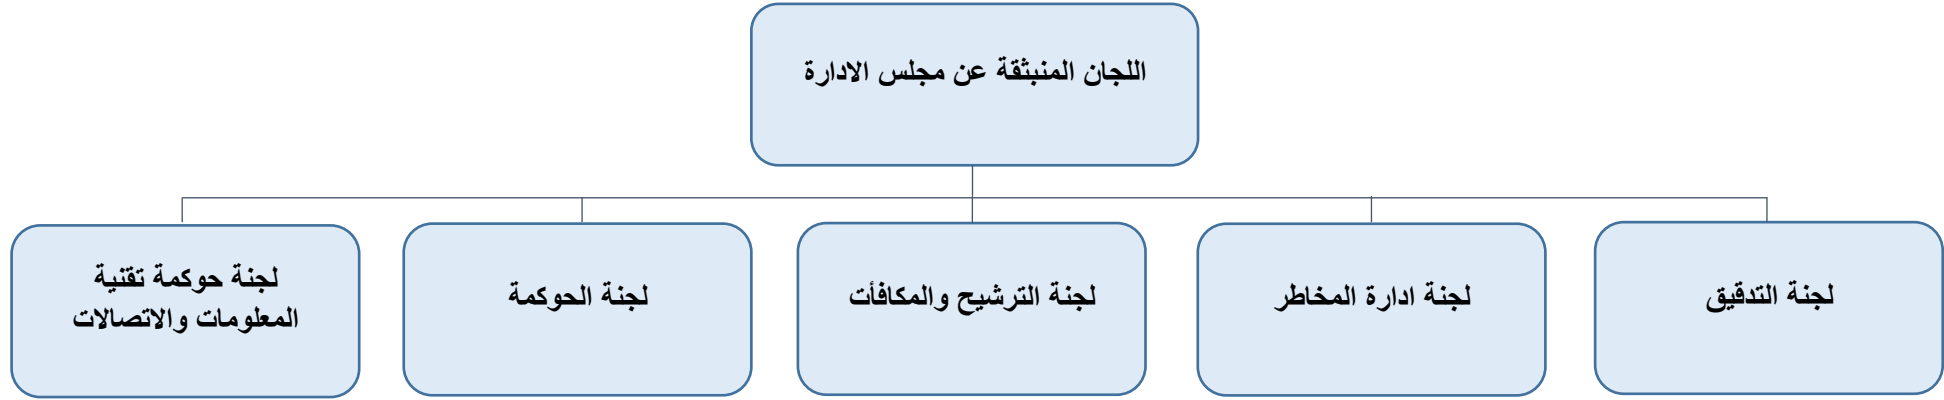 اللجان المنبثقة عن مجلس الادارة
لجنة التدقيق
لجنة ادارة المخاطر
لجنة الترشيح والمكافأت
لجنة الحوكمة
لجنة حوكمة تقنية
المعلومات والاتصالات